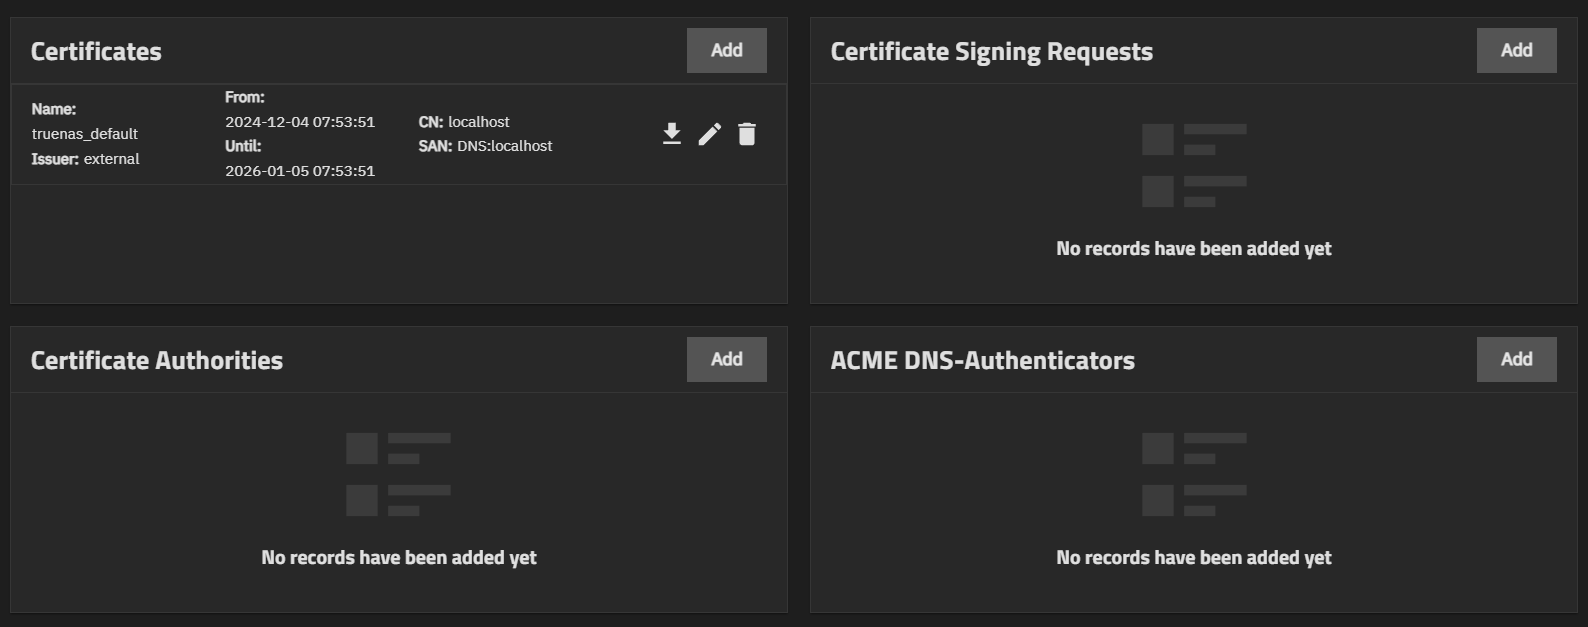 Certificates
Add
Name:
truenas_default
Issuer: external
From:
2024-12-04 07:53:51
Until:
2026-01-05 07:53:51
CN: localhost
SAN: DNS:localhost
Certificate Signing Requests
Add
No records have been added yet
Certificate Authorities
Add
No records have been added yet
ACME DNS-Authenticators
Add
No records have been added yet